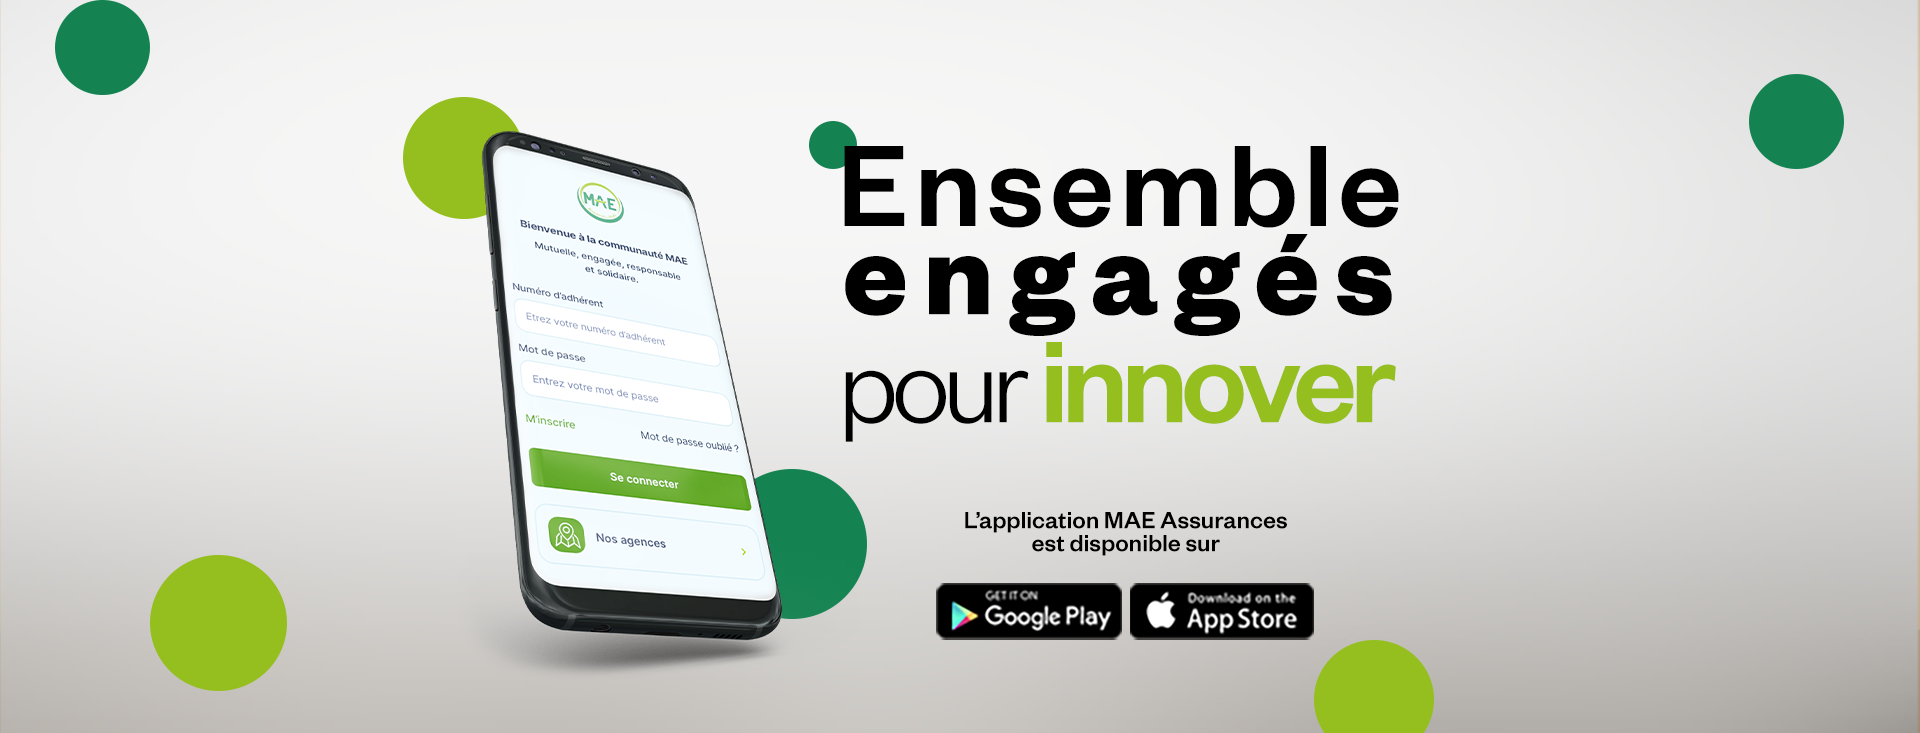 MAE
Bienvenue à la communauté MAE
Mutuelle, engagée, responsable
et solidaire.
Numéro d'adhérent
Etrez votre numéro d'adhérent
Mot de passe
Entrez votre mot de passe
M'inscrire
Mot de passe oublié ?
Se connecter
Nos agences
Ensemble
engagés
pour innover
L'application MAE Assurances
est disponible sur
GET IT ON
Google Play
Download on the
App Store